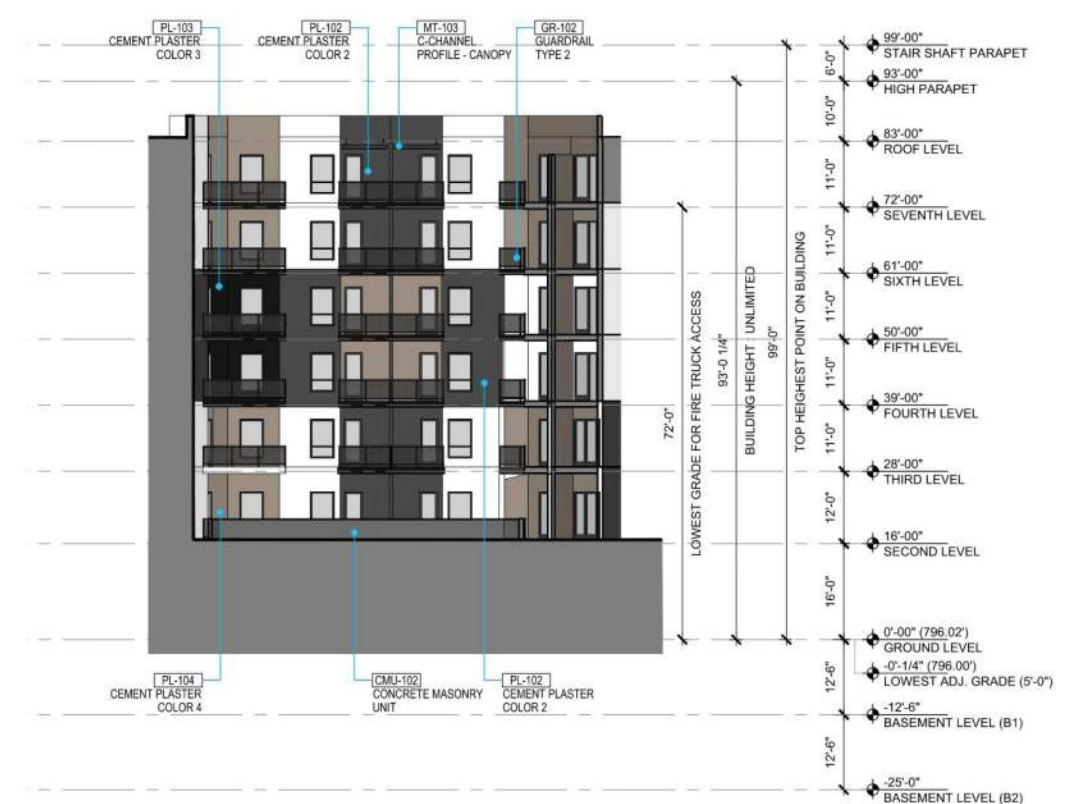 PL-103
CEMENT PLASTER
COLOR 3
PL-102
CEMENT PLASTER
COLOR 2
MT-103
C-CHANNEL
PROFILE - CANOPY
GR-102
GUARDRAIL
TYPE 2
99'-00"
STAIR SHAFT PARAPET
6'-0"
93'-00"
HIGH PARAPET
10'-0"
83'-00"
ROOF LEVEL
11'-0"
72'-00"
SEVENTH LEVEL
11'-0"
61'-00"
SIXTH LEVEL
11'-0"
50'-00"
FIFTH LEVEL
11'-0"
39'-00"
FOURTH LEVEL
11'-0"
28'-00"
THIRD LEVEL
12'-0"
16'-00"
SECOND LEVEL
16'-0"
0'-00" (796.02')
GROUND LEVEL
-0'-1/4" (796.00')
LOWEST ADJ. GRADE (5'-0")
12'-6"
-12'-6"
BASEMENT LEVEL (B1)
12'-6"
-25'-0"
BASEMENT LEVEL (B2)
72'-0"
LOWEST GRADE FOR FIRE TRUCK ACCESS
93'-0 1/4"
BUILDING HEIGHT : UNLIMITED
99'-0"
TOP HEIGHEST POINT ON BUILDING
PL-104
CEMENT PLASTER
COLOR 4
CMU-102
CONCRETE MASONRY
UNIT
PL-102
CEMENT PLASTER
COLOR 2